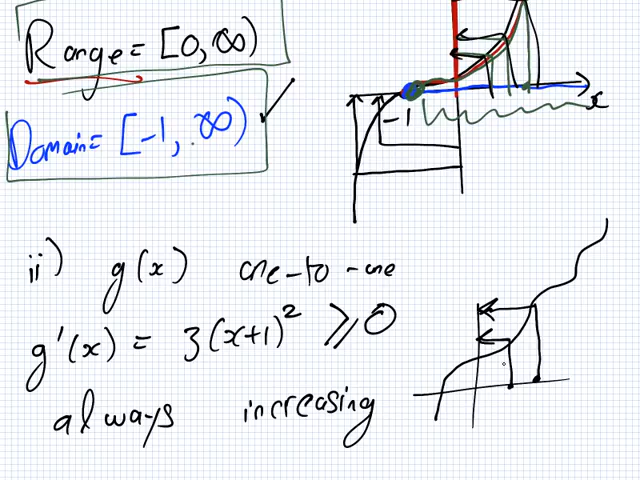 Range = [0, ∞)
Domain = [-1, ∞)
-1
x
ii) g(x) one-to-one
g'(x) = 3(x+1)² ⩾ 0
always increasing